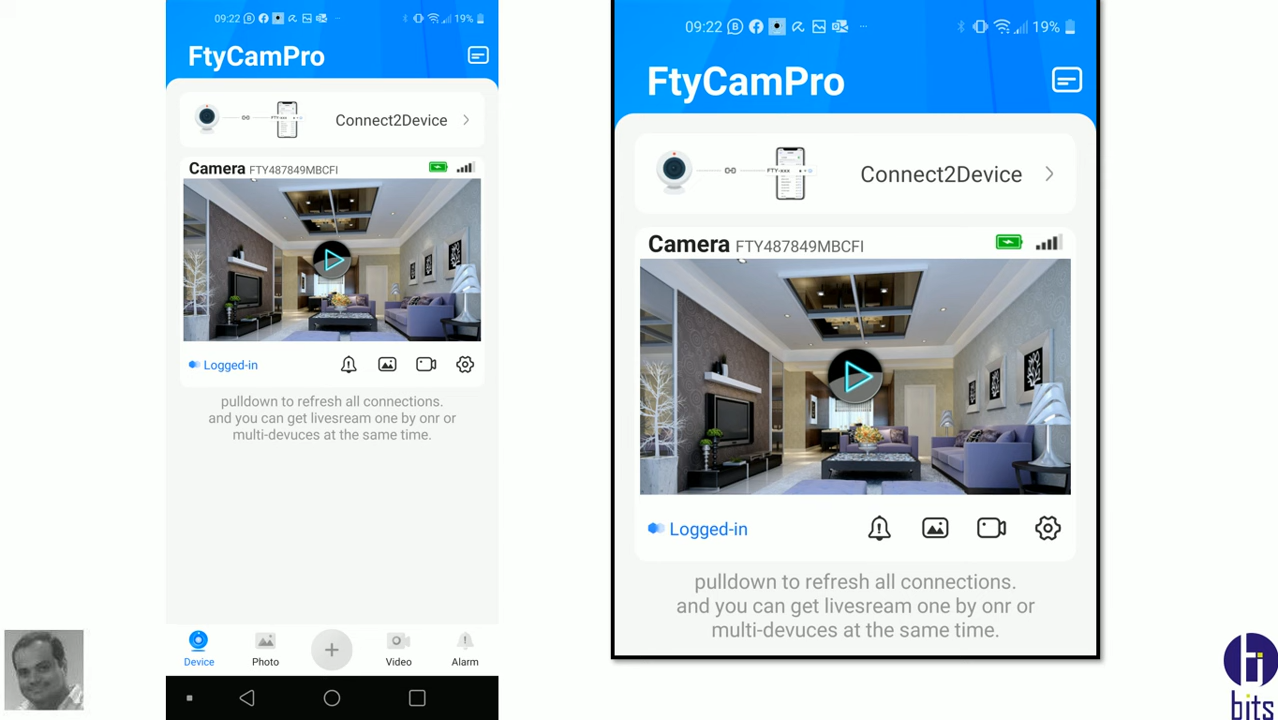 09:22
19%
FtyCamPro
Connect2Device
Camera FTY487849MBCFI
Logged-in
pulldown to refresh all connections.
and you can get livesream one by onr or
multi-devuces at the same time.
Device
Photo
Video
Alarm
09:22
19%
FtyCamPro
Connect2Device
Camera FTY487849MBCFI
Logged-in
pulldown to refresh all connections.
and you can get livesream one by onr or
multi-devuces at the same time.
bits